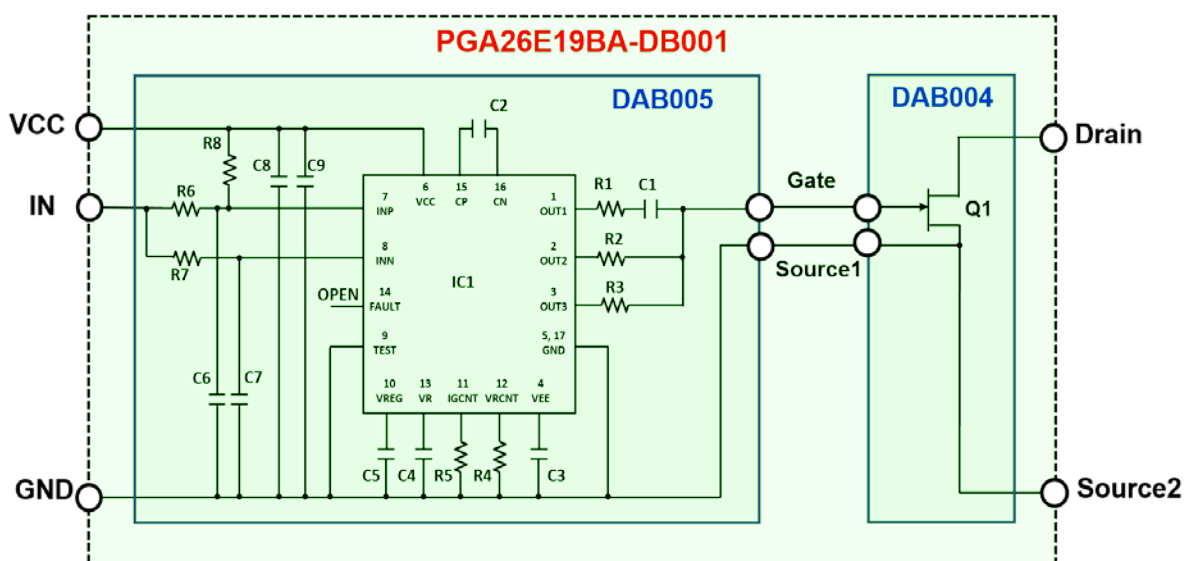 PGA26E19BA-DB001
DAB005
DAB004
VCC
IN
GND
R8
C8
C9
C2
R6
R7
C6
C7
OPEN
6
VCC
15
CP
16
CN
7
INP
8
INN
14
FAULT
9
TEST
IC1
1
OUT1
2
OUT2
3
OUT3
5, 17
GND
10
VREG
13
VR
11
IGCNT
12
VRCNT
4
VEE
R1
C1
R2
R3
C5
C4
R5
R4
C3
Gate
Source1
Q1
Drain
Source2